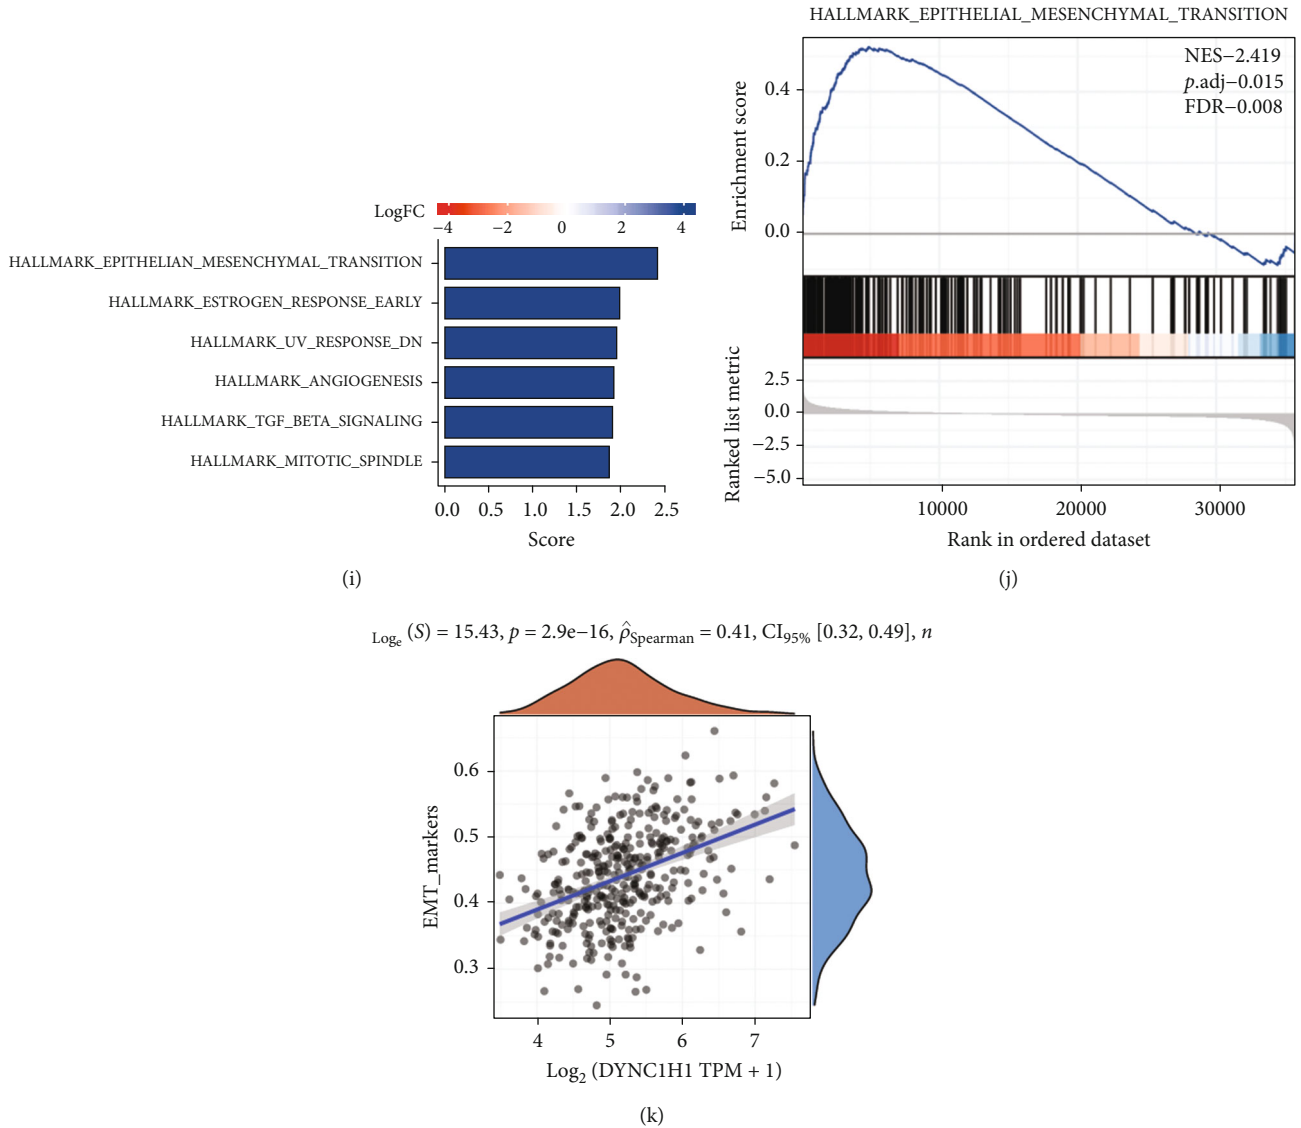 LogFC
−4 −2 0 2 4
HALLMARK_EPITHELIAN_MESENCHYMAL_TRANSITION
HALLMARK_ESTROGEN_RESPONSE_EARLY
HALLMARK_UV_RESPONSE_DN
HALLMARK_ANGIOGENESIS
HALLMARK_TGF_BETA_SIGNALING
HALLMARK_MITOTIC_SPINDLE
0.0 0.5 1.0 1.5 2.0 2.5
Score
(i)
HALLMARK_EPITHELIAL_MESENCHYMAL_TRANSITION
NES−2.419
p.adj−0.015
FDR−0.008
Enrichment score
0.4
0.2
0.0
Ranked list metric
2.5
0.0
−2.5
−5.0
10000 20000 30000
Rank in ordered dataset
(j)
Logₑ (S) = 15.43, p = 2.9e−16, ρ̂Spearman = 0.41, CI95% [0.32, 0.49], n
EMT_markers
0.6
0.5
0.4
0.3
4 5 6 7
Log₂ (DYNC1H1 TPM + 1)
(k)